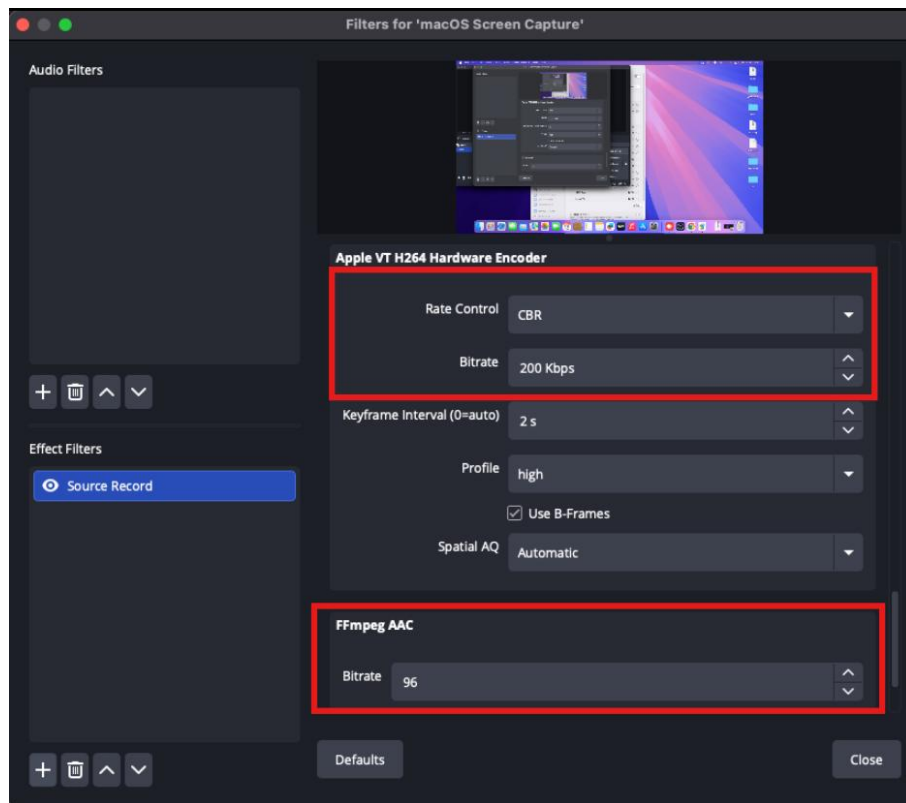 Filters for 'macOS Screen Capture'
Audio Filters
Effect Filters
Source Record
Apple VT H264 Hardware Encoder
Rate Control CBR
Bitrate 200 Kbps
Keyframe Interval (0=auto) 2 s
Profile high
Use B-Frames
Spatial AQ Automatic
FFmpeg AAC
Bitrate 96
Defaults Close